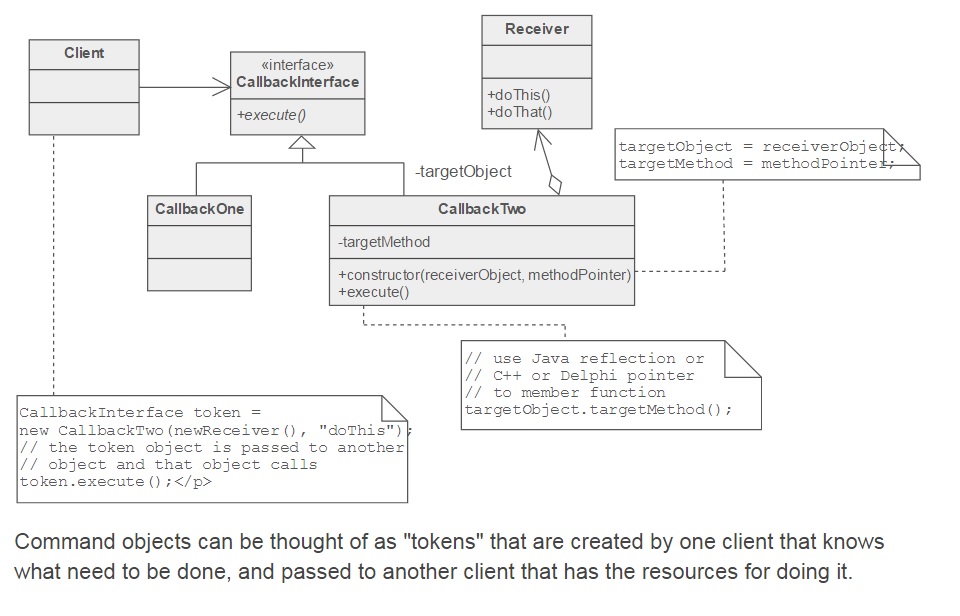 Client
«interface»
CallbackInterface
+execute()
Receiver
+doThis()
+doThat()
targetObject = receiverObject;
targetMethod = methodPointer;
-targetObject
CallbackOne
CallbackTwo
-targetMethod
+constructor(receiverObject, methodPointer)
+execute()
// use Java reflection or
// C++ or Delphi pointer
// to member function
targetObject.targetMethod();
CallbackInterface token =
new CallbackTwo(newReceiver(), "doThis");
// the token object is passed to another
// object and that object calls
token.execute();</p>
Command objects can be thought of as "tokens" that are created by one client that knows
what need to be done, and passed to another client that has the resources for doing it.